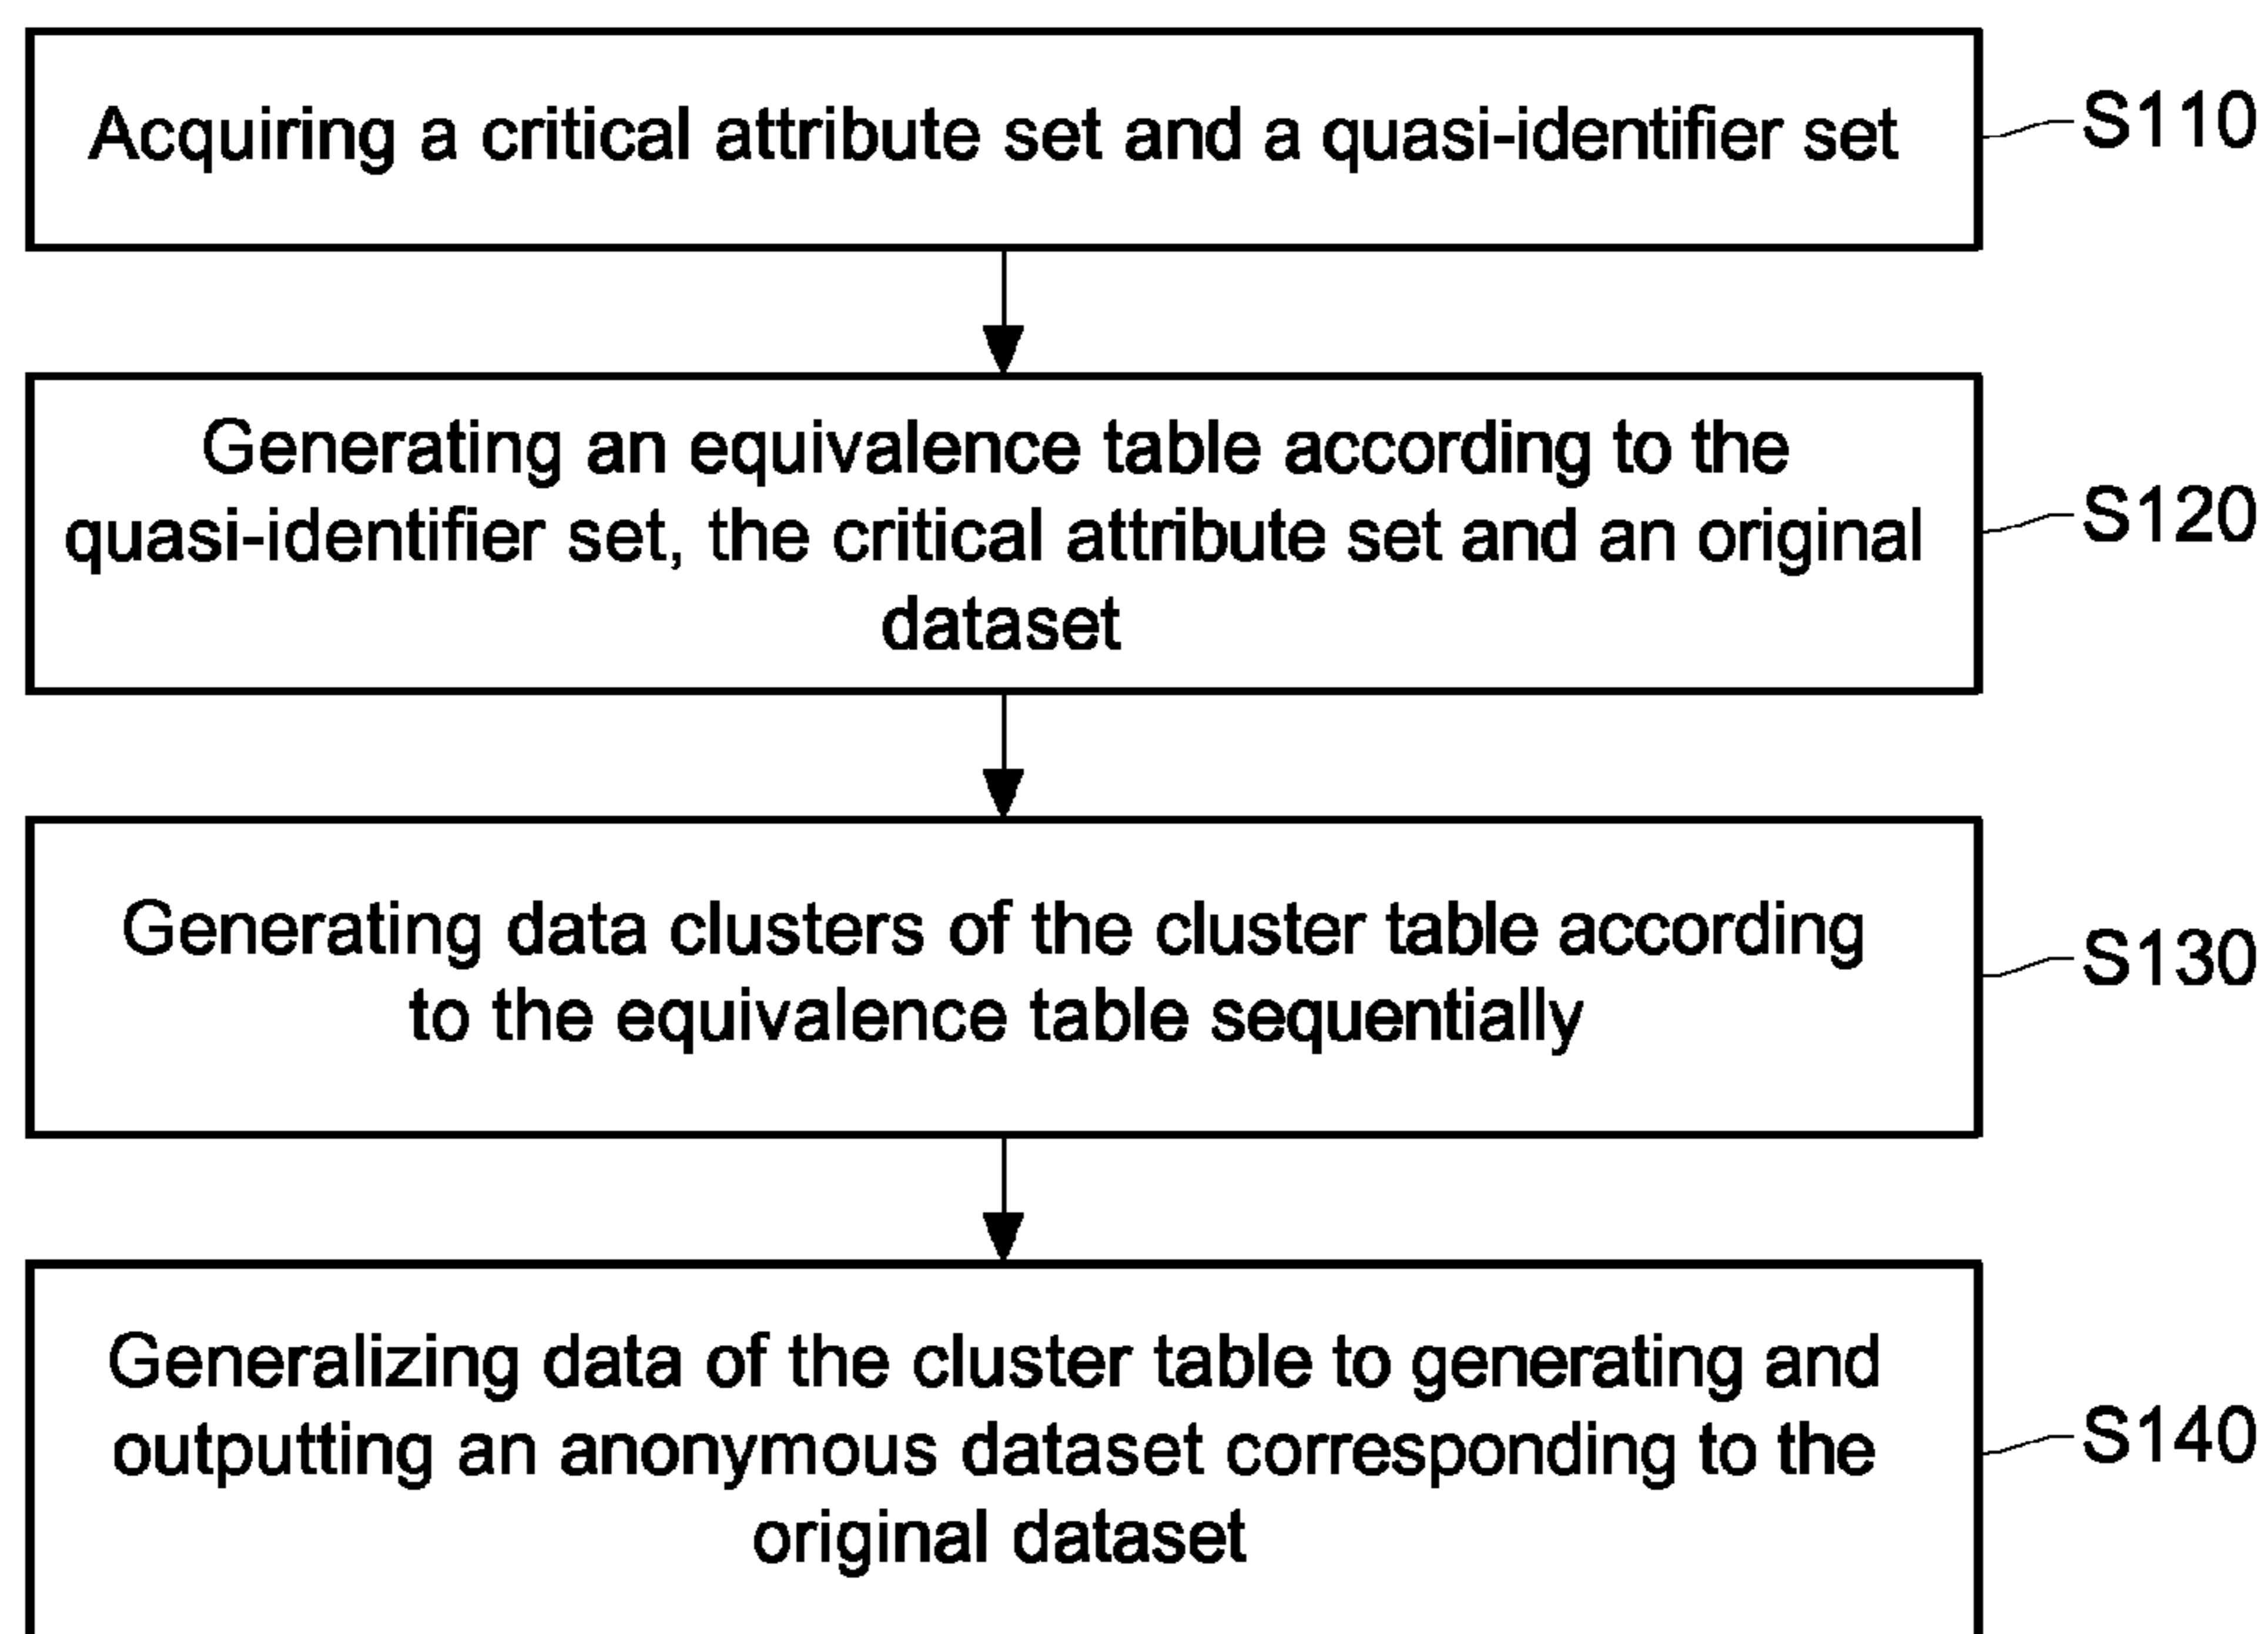 Acquiring a critical attribute set and a quasi-identifier set
S110
Generating an equivalence table according to the
quasi-identifier set, the critical attribute set and an original
dataset
S120
Generating data clusters of the cluster table according
to the equivalence table sequentially
S130
Generalizing data of the cluster table to generating and
outputting an anonymous dataset corresponding to the
original dataset
S140